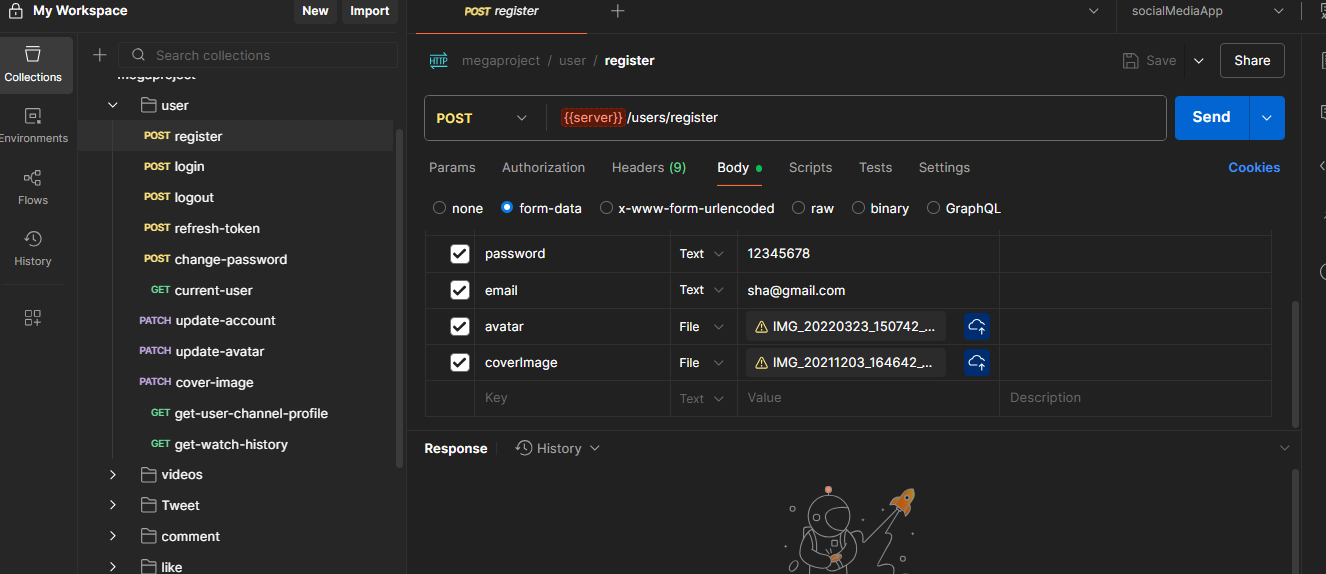 My Workspace
New
Import
POST register
socialMediaApp
Collections
Environments
Flows
History
Search collections
megaproject
user
POST register
POST login
POST logout
POST refresh-token
POST change-password
GET current-user
PATCH update-account
PATCH update-avatar
PATCH cover-image
GET get-user-channel-profile
GET get-watch-history
videos
Tweet
comment
like
HTTP megaproject / user / register
Save
Share
POST
{{server}}/users/register
Send
Params Authorization Headers (9) Body Scripts Tests Settings Cookies
none form-data x-www-form-urlencoded raw binary GraphQL
password Text 12345678
email Text sha@gmail.com
avatar File IMG_20220323_150742_...
coverImage File IMG_20211203_164642_...
Key Text Value Description
Response History